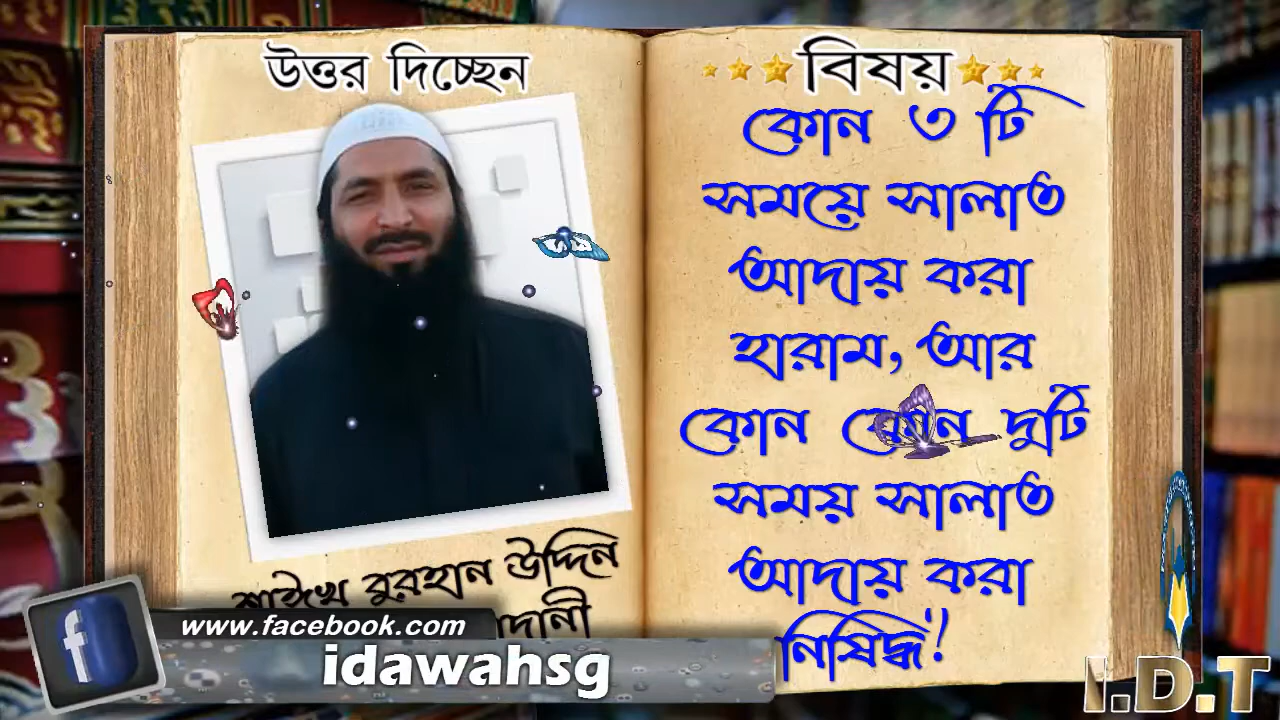 উত্তর দিচ্ছেন
শাইখ বুরহান উদ্দিন
মাদানী
বিষয়
কোন ৩ টি
সময়ে সালাত
আদায় করা
হারাম, আর
কোন কোন দুটি
সময় সালাত
আদায় করা
নিষিদ্ধ!
www.facebook.com
idawahsg
I.D.T